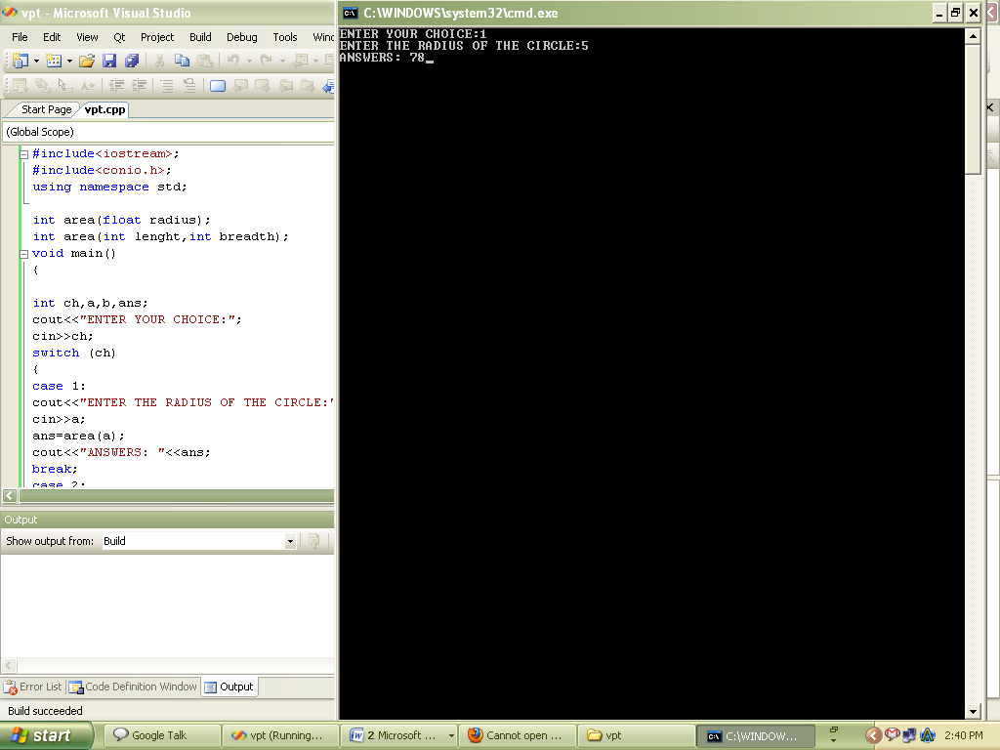 vpt - Microsoft Visual Studio
File Edit View Qt Project Build Debug Tools Winc
Start Page vpt.cpp
(Global Scope)
#include<iostream>;
#include<conio.h>;
using namespace std;
int area(float radius);
int area(int lenght,int breadth);
void main()
{
int ch,a,b,ans;
cout<<"ENTER YOUR CHOICE:";
cin>>ch;
switch (ch)
{
case 1:
cout<<"ENTER THE RADIUS OF THE CIRCLE:"
cin>>a;
ans=area(a);
cout<<"ANSWERS: "<<ans;
break;
case 2:
Output
Show output from: Build
Error List Code Definition Window Output
Build succeeded
C:\WINDOWS\system32\cmd.exe
ENTER YOUR CHOICE:1
ENTER THE RADIUS OF THE CIRCLE:5
ANSWERS: 78_
start Google Talk vpt (Running... 2 Microsoft ... Cannot open ... vpt C:\WINDOW... 2:40 PM